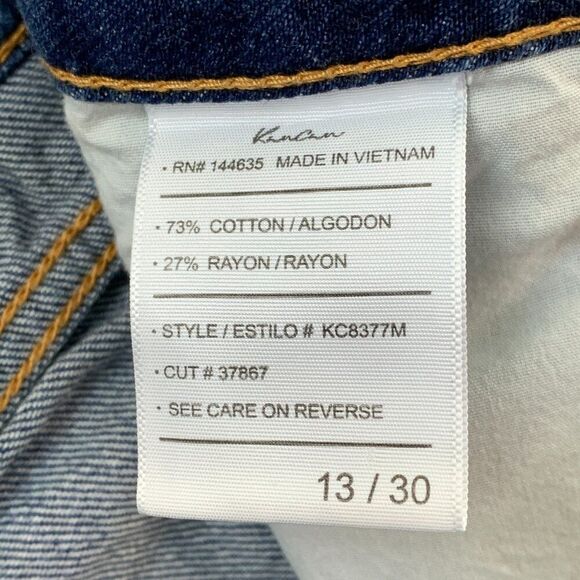 KanCan
• RN# 144635 MADE IN VIETNAM
• 73% COTTON / ALGODON
• 27% RAYON / RAYON
• STYLE / ESTILO # KC8377M
• CUT # 37867
• SEE CARE ON REVERSE
13 / 30